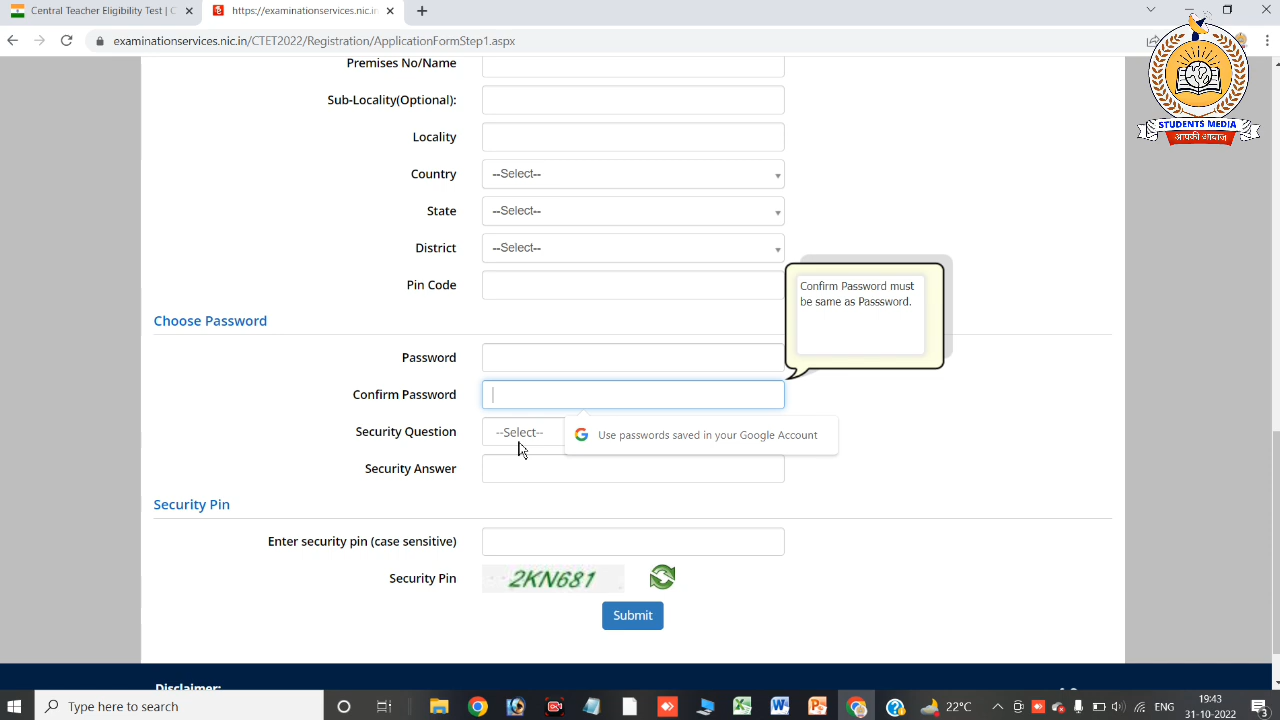 Central Teacher Eligibility Test | C
https://examinationservices.nic.in
examinationservices.nic.in/CTET2022/Registration/ApplicationFormStep1.aspx
STUDENTS MEDIA
आपकी आवाज़
Premises No/Name
Sub-Locality(Optional):
Locality
Country --Select--
State --Select--
District --Select--
Pin Code
Confirm Password must
be same as Passsword.
Choose Password
Password
Confirm Password
Security Question --Select--
Use passwords saved in your Google Account
Security Answer
Security Pin
Enter security pin (case sensitive)
Security Pin 2KN681
Submit
Disclaimer:
Type here to search
22°C
ENG
19:43
31-10-2022
3